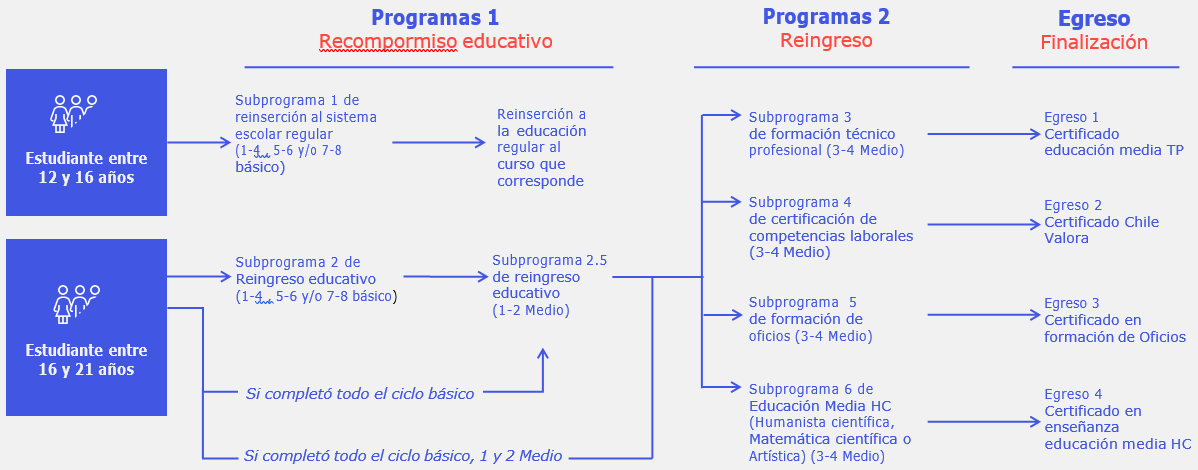 Programas 1
Recompormiso educativo
Programas 2
Reingreso
Egreso
Finalización
Estudiante entre
12 y 16 años
Subprograma 1 de
reinserción al sistema
escolar regular
(1-4 , 5-6 y/o 7-8
básico)
Reinserción a
la educación
regular al
curso que
corresponde
Estudiante entre
16 y 21 años
Subprograma 2 de
Reingreso educativo
(1-4 , 5-6 y/o 7-8 básico)
Subprograma 2.5
de reingreso
educativo
(1-2 Medio)
Si completó todo el ciclo básico
Si completó todo el ciclo básico, 1 y 2 Medio
Subprograma 3
de formación técnico
profesional (3-4 Medio)
Egreso 1
Certificado
educación media TP
Subprograma 4
de certificación de
competencias laborales
(3-4 Medio)
Egreso 2
Certificado Chile
Valora
Subprograma 5
de formación de
oficios (3-4 Medio)
Egreso 3
Certificado en
formación de Oficios
Subprograma 6 de
Educación Media HC
(Humanista científica,
Matemática científica o
Artística) (3-4 Medio)
Egreso 4
Certificado en
enseñanza
educación media HC